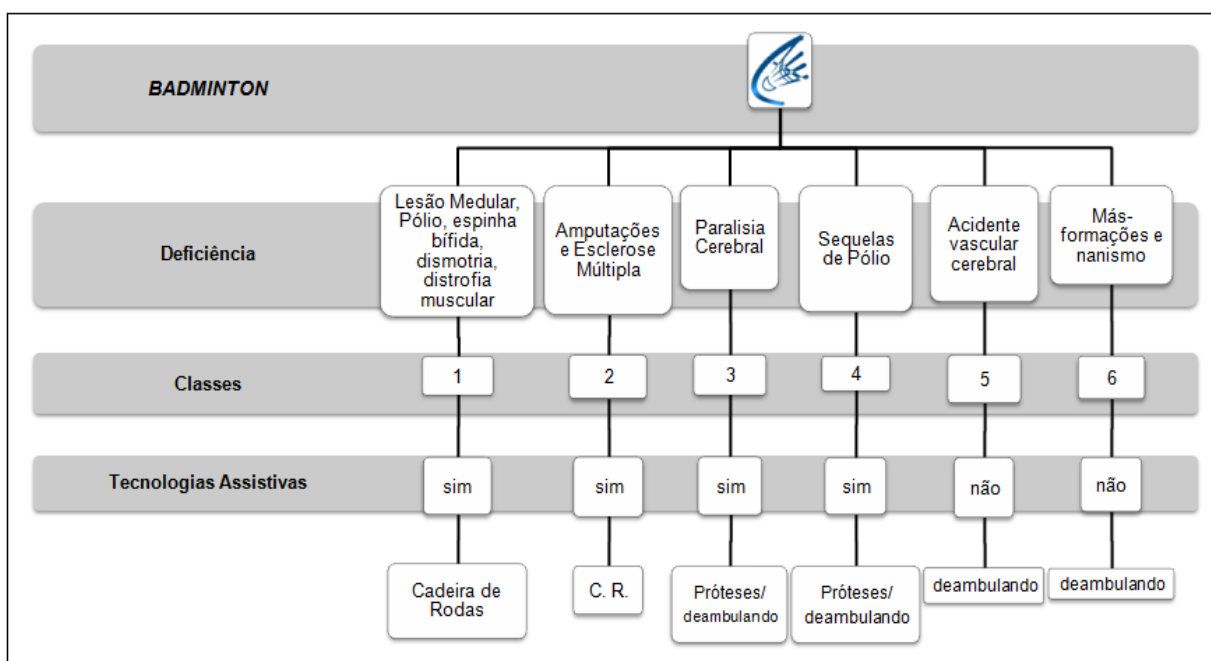 BADMINTON
Deficiência
Lesão Medular,
Pólio, espinha
bífida,
dismotria,
distrofia
muscular
Amputações
e Esclerose
Múltipla
Paralisia
Cerebral
Sequelas
de Pólio
Acidente
vascular
cerebral
Más-
formações e
nanismo
Classes
1
2
3
4
5
6
Tecnologias Assistivas
sim
sim
sim
sim
não
não
Cadeira de
Rodas
C. R.
Próteses/
deambulando
Próteses/
deambulando
deambulando
deambulando